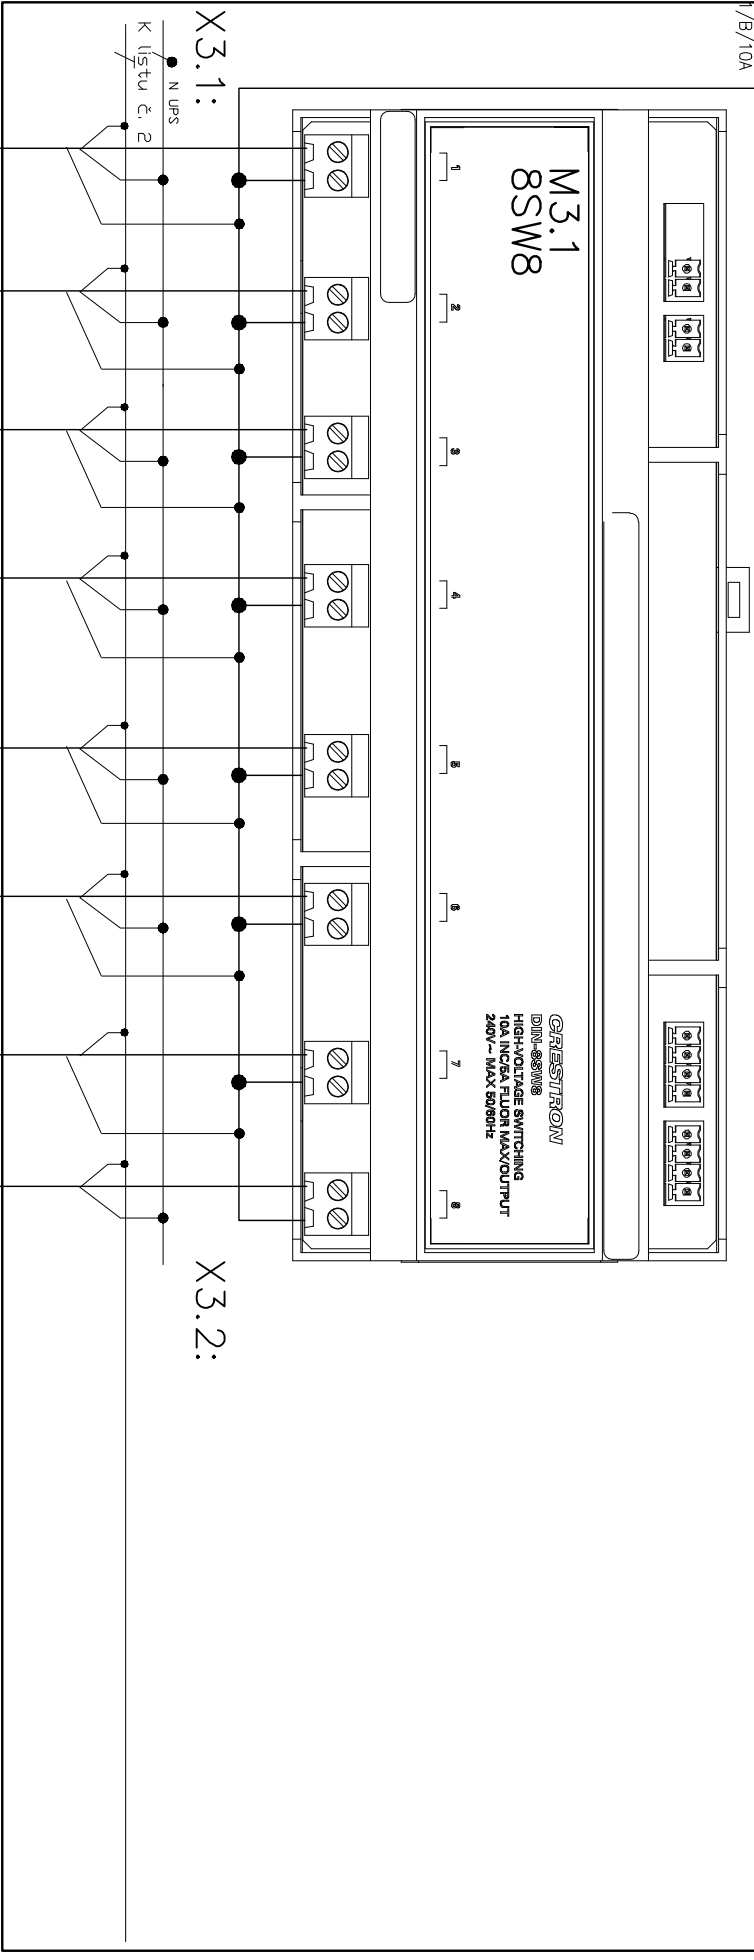 1/B/10A
M3.1
8SW8
1
2
3
4
5
6
7
8
CRESTRON
DIN-8SW8
HIGH-VOLTAGE SWITCHING
10A INC/5A FLUOR MAX/OUTPUT
240V~ MAX 50/60Hz
X3.1:
X3.2:
N UPS
K listu č. 2